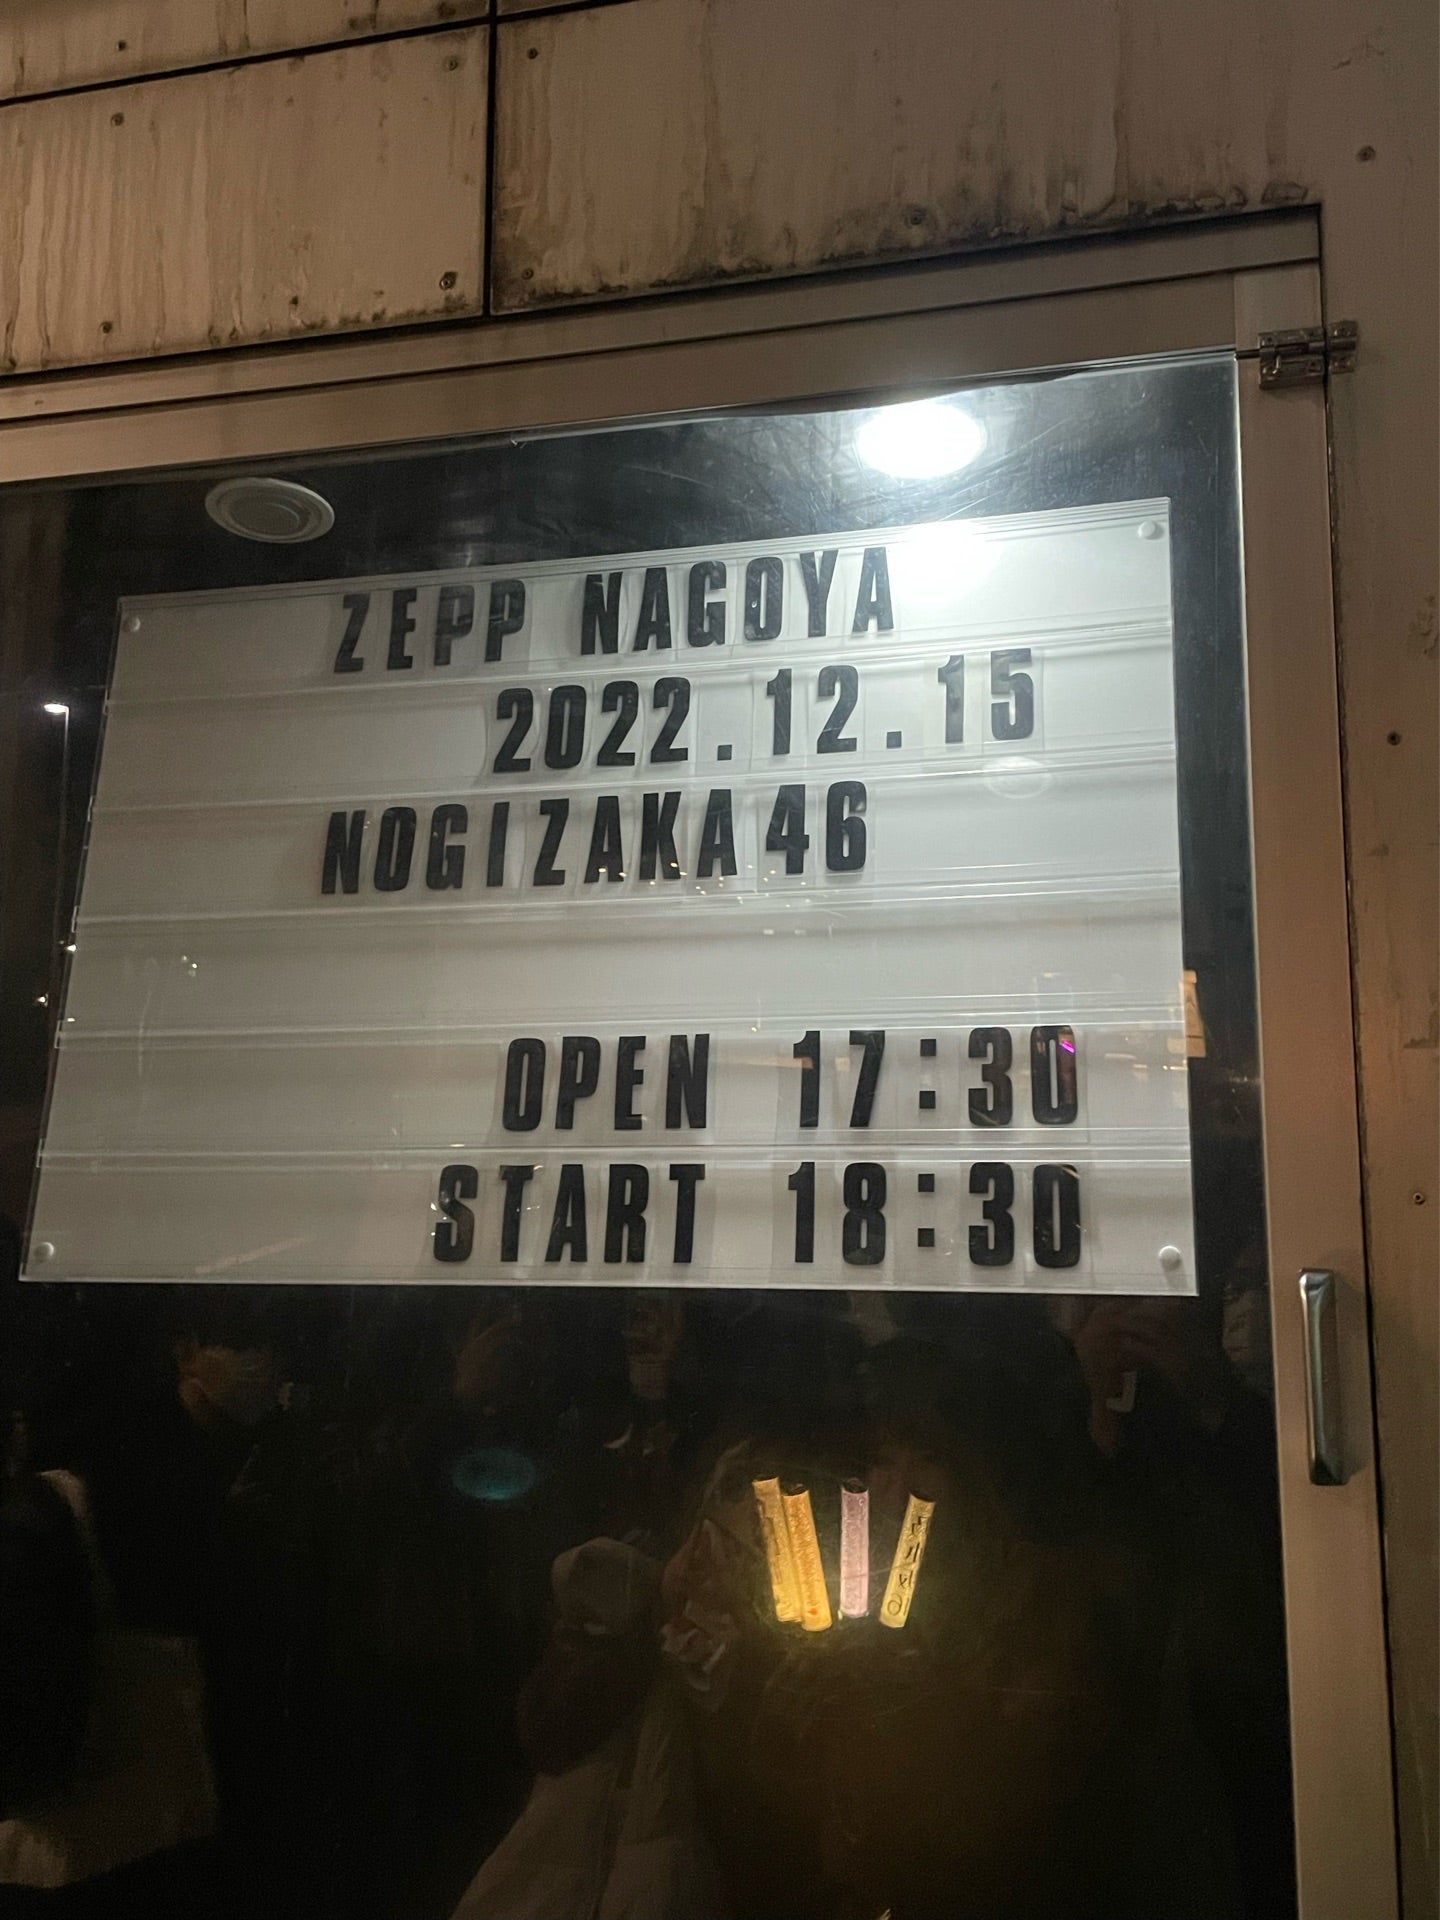 ZEPP NAGOYA
2022.12.15
NOGIZAKA46
OPEN 17:30
START 18:30